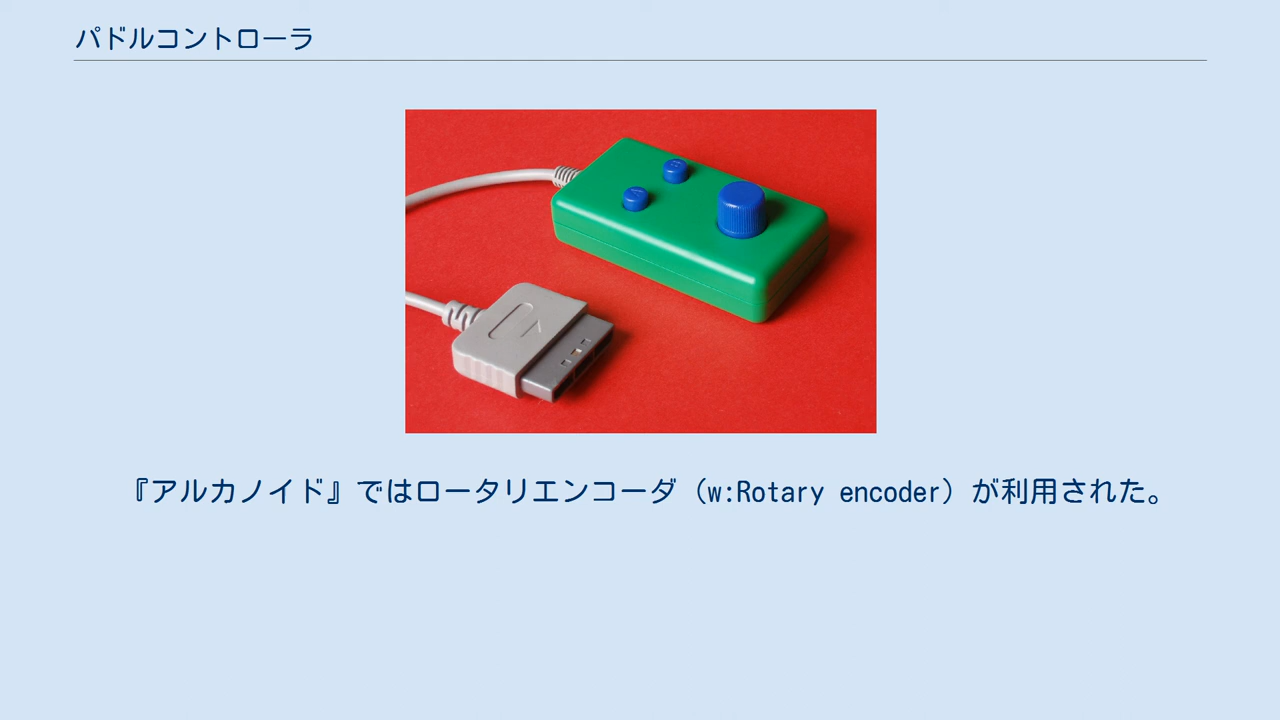 パドルコントローラ
『アルカノイド』ではロータリエンコーダ（w:Rotary encoder）が利用された。